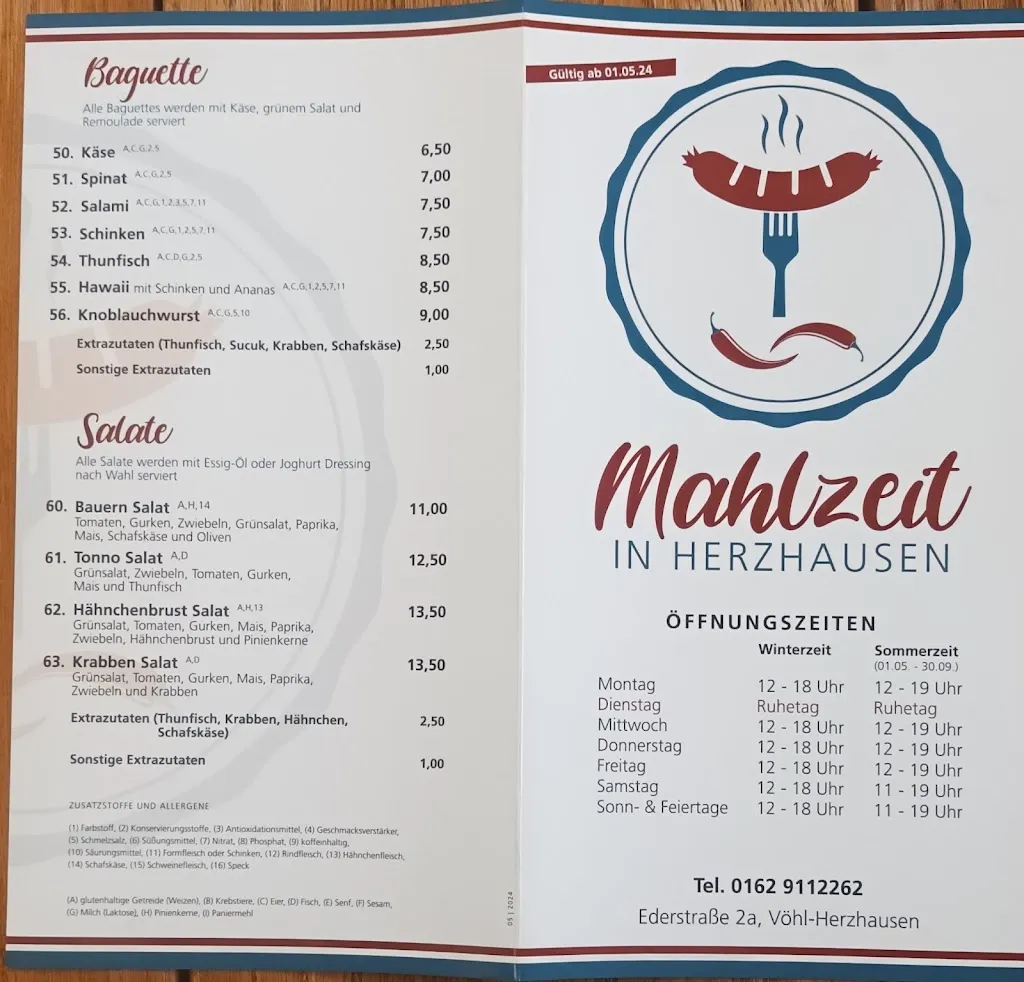 Baguette
Alle Baguettes werden mit Käse, grünem Salat und
Remoulade serviert
50. Käse A,C,G,2,5 6,50
51. Spinat A,C,G,2,5 7,00
52. Salami A,C,G,1,2,3,5,7,11 7,50
53. Schinken A,C,G,1,2,5,7,11 7,50
54. Thunfisch A,C,D,G,2,5 8,50
55. Hawaii mit Schinken und Ananas A,C,G,1,2,5,7,11 8,50
56. Knoblauchwurst A,C,G,5,10 9,00
Extrazutaten (Thunfisch, Sucuk, Krabben, Schafskäse) 2,50
Sonstige Extrazutaten 1,00
Salate
Alle Salate werden mit Essig-Öl oder Joghurt Dressing
nach Wahl serviert
60. Bauern Salat A,H,14 11,00
Tomaten, Gurken, Zwiebeln, Grünsalat, Paprika,
Mais, Schafskäse und Oliven
61. Tonno Salat A,D 12,50
Grünsalat, Zwiebeln, Tomaten, Gurken,
Mais und Thunfisch
62. Hähnchenbrust Salat A,H,13 13,50
Grünsalat, Tomaten, Gurken, Mais, Paprika,
Zwiebeln, Hähnchenbrust und Pinienkerne
63. Krabben Salat A,D 13,50
Grünsalat, Tomaten, Gurken, Mais, Paprika,
Zwiebeln und Krabben
Extrazutaten (Thunfisch, Krabben, Hähnchen, 2,50
Schafskäse)
Sonstige Extrazutaten 1,00
ZUSATZSTOFFE UND ALLERGENE
(1) Farbstoff, (2) Konservierungsstoffe, (3) Antioxidationsmittel, (4) Geschmacksverstärker,
(5) Schmelzsalz, (6) Süßungsmittel, (7) Nitrat, (8) Phosphat, (9) koffeinhaltig,
(10) Säurungsmittel, (11) Formfleisch oder Schinken, (12) Rindfleisch, (13) Hähnchenfleisch,
(14) Schafskäse, (15) Schweinefleisch, (16) Speck
(A) glutenhaltige Getreide (Weizen), (B) Krebstiere, (C) Eier, (D) Fisch, (E) Senf, (F) Sesam,
(G) Milch (Laktose), (H) Pinienkerne, (I) Paniermehl
05 | 2024
Gültig ab 01.05.24
Mahlzeit
IN HERZHAUSEN
ÖFFNUNGSZEITEN
Winterzeit Sommerzeit
(01.05. - 30.09.)
Montag 12 - 18 Uhr 12 - 19 Uhr
Dienstag Ruhetag Ruhetag
Mittwoch 12 - 18 Uhr 12 - 19 Uhr
Donnerstag 12 - 18 Uhr 12 - 19 Uhr
Freitag 12 - 18 Uhr 12 - 19 Uhr
Samstag 12 - 18 Uhr 11 - 19 Uhr
Sonn- & Feiertage 12 - 18 Uhr 11 - 19 Uhr
Tel. 0162 9112262
Ederstraße 2a, Vöhl-Herzhausen